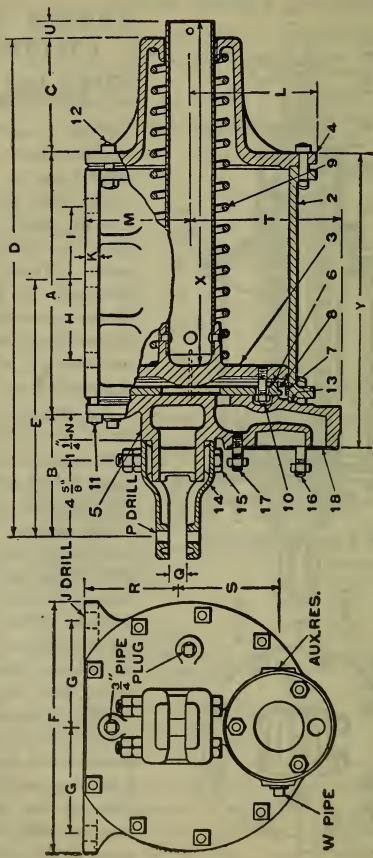 J DRILL
F
G
G
3/4" PIPE PLUG
R
S
AUX.RES.
W PIPE
D
U
C
E
A
B
4 5/8"
1 1/4"
N
H
I
K
M
L
T
X
Y
P DRILL
Q
5
11
12
4
9
2
3
6
8
7
13
10
14
15
17
16
18